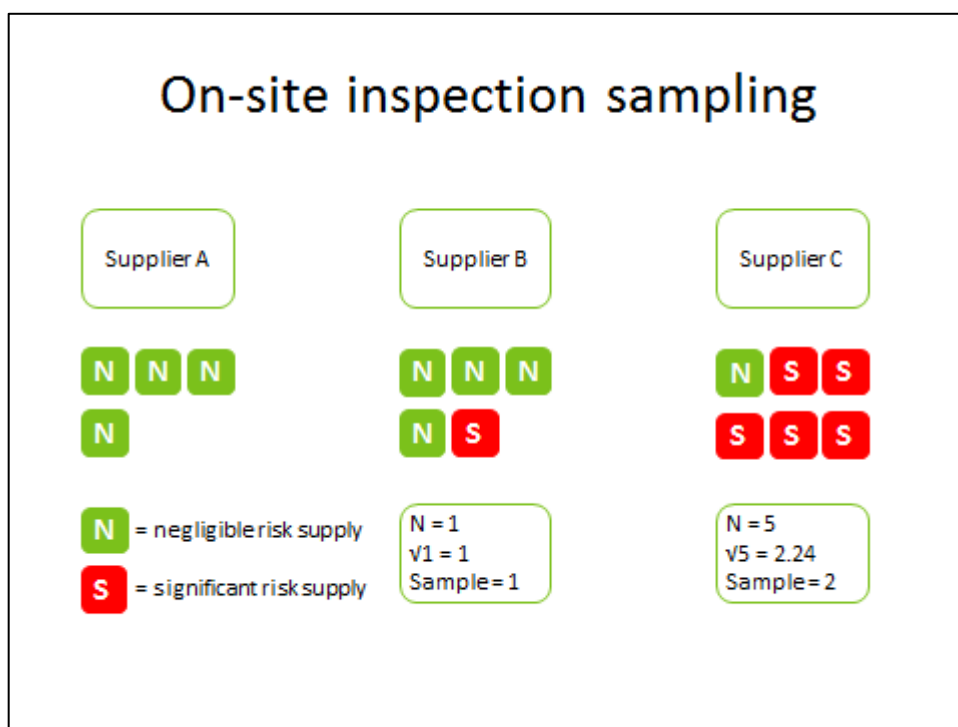 On-site inspection sampling
Supplier A
Supplier B
Supplier C
N N N
N
N N N
N S
N S S
S S S
N = negligible risk supply
S = significant risk supply
N = 1
√1 = 1
Sample = 1
N = 5
√5 = 2.24
Sample = 2